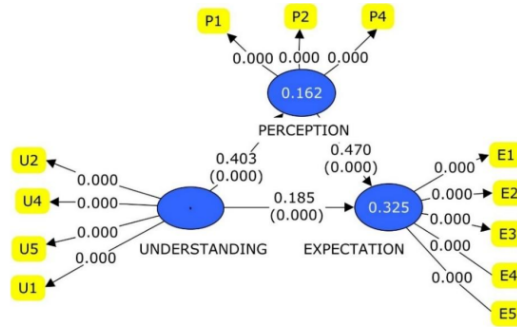 P1
P2
P4
0.000
0.000
0.000
0.162
PERCEPTION
E1
U2
0.403
(0.000)
0.470
(0.000)
0.000
0.000
E2
U4
0.000
0.185
(0.000)
0.000
0.325
0.000
E3
U5
0.000
UNDERSTANDING
EXPECTATION
0.000
E4
U1
0.000
0.000
E5